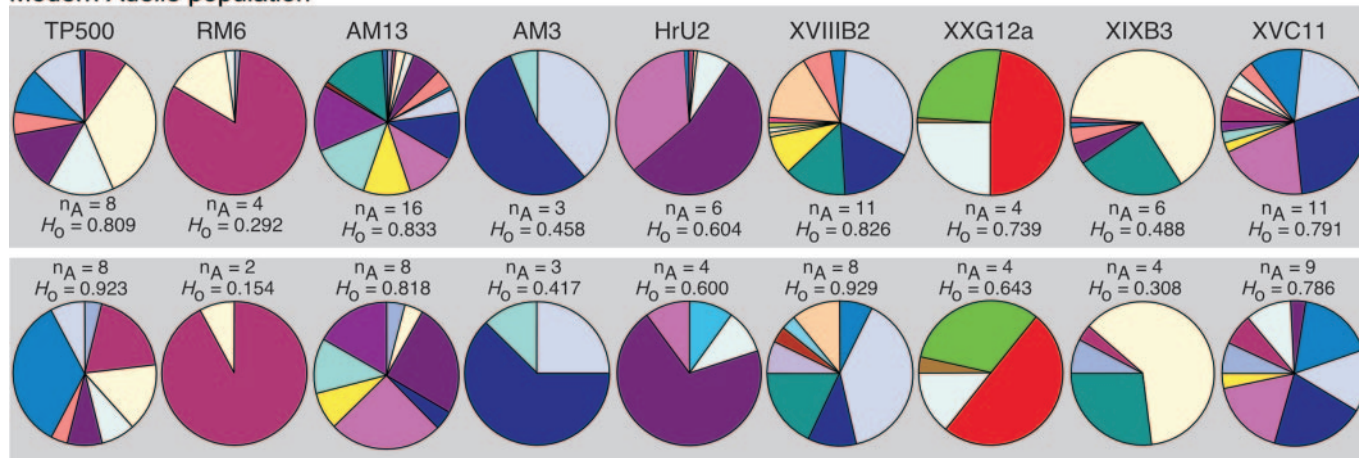 Modern Adélie population
TP500 RM6 AM13 AM3 HrU2 XVIIIB2 XXG12a XIXB3 XVC11
nA = 8 nA = 4 nA = 16 nA = 3 nA = 6 nA = 11 nA = 4 nA = 6 nA = 11
HO = 0.809 HO = 0.292 HO = 0.833 HO = 0.458 HO = 0.604 HO = 0.826 HO = 0.739 HO = 0.488 HO = 0.791
nA = 8 nA = 2 nA = 8 nA = 3 nA = 4 nA = 8 nA = 4 nA = 4 nA = 9
HO = 0.923 HO = 0.154 HO = 0.818 HO = 0.417 HO = 0.600 HO = 0.929 HO = 0.643 HO = 0.308 HO = 0.786